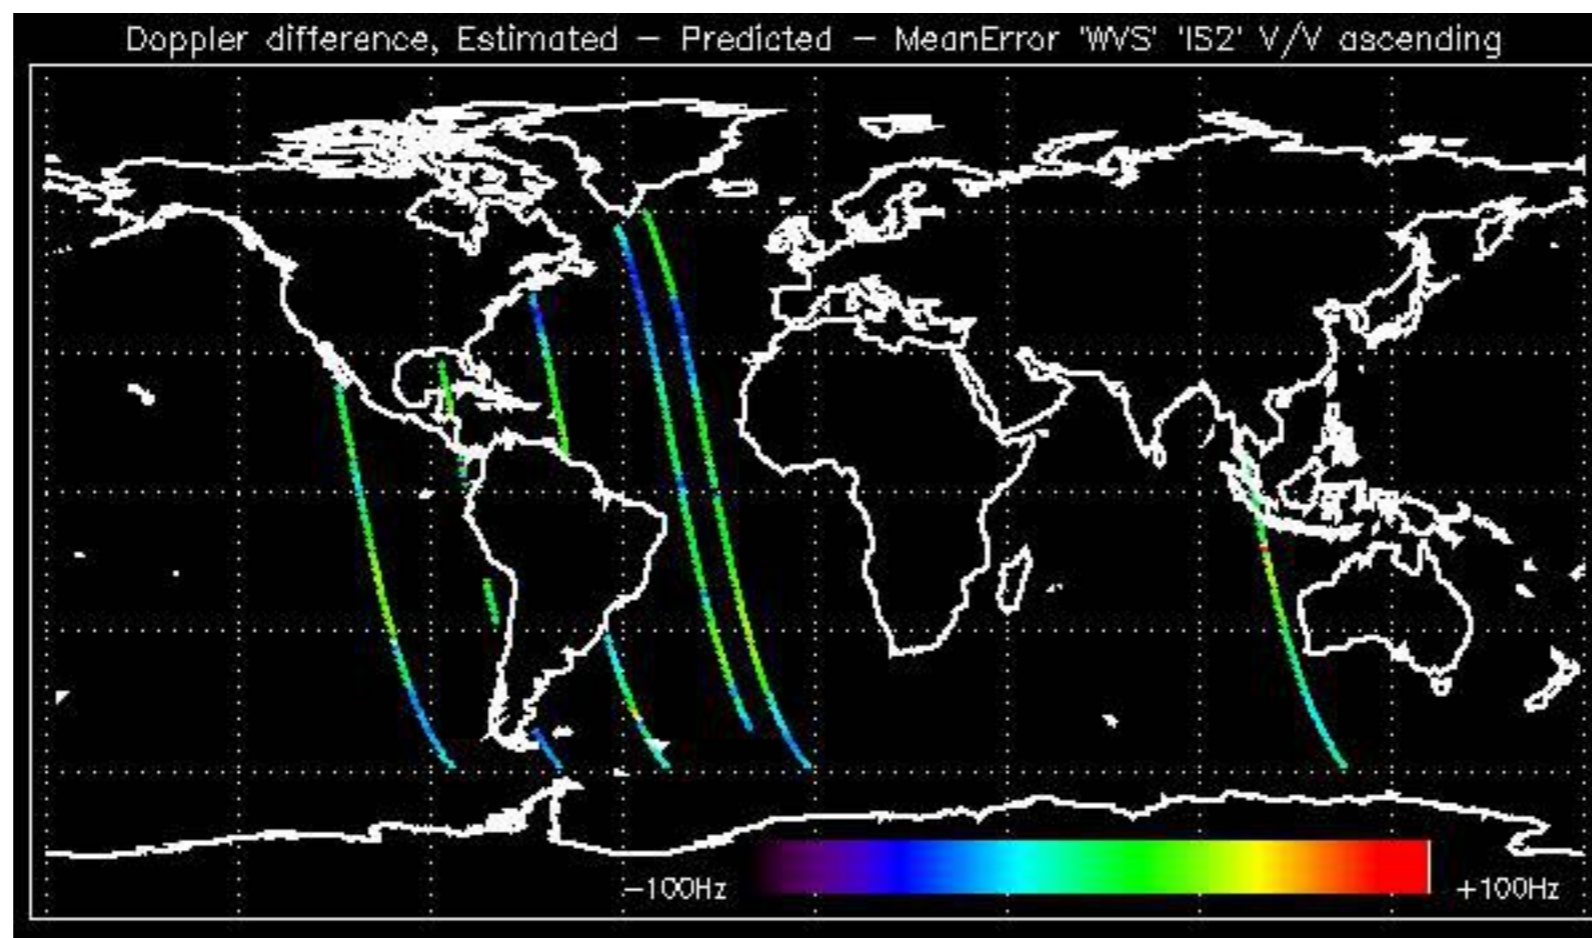 Doppler difference, Estimated – Predicted – MeanError 'WVS' 'IS2' V/V ascending
–100Hz +100Hz